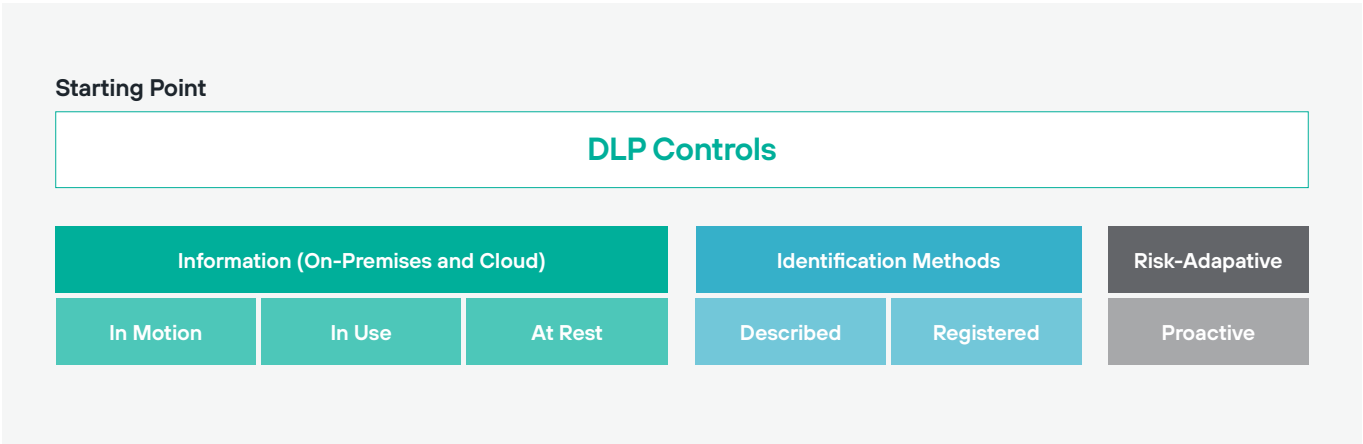 Starting Point
DLP Controls
Information (On-Premises and Cloud)
Identification Methods
Risk-Adapative
In Motion
In Use
At Rest
Described
Registered
Proactive